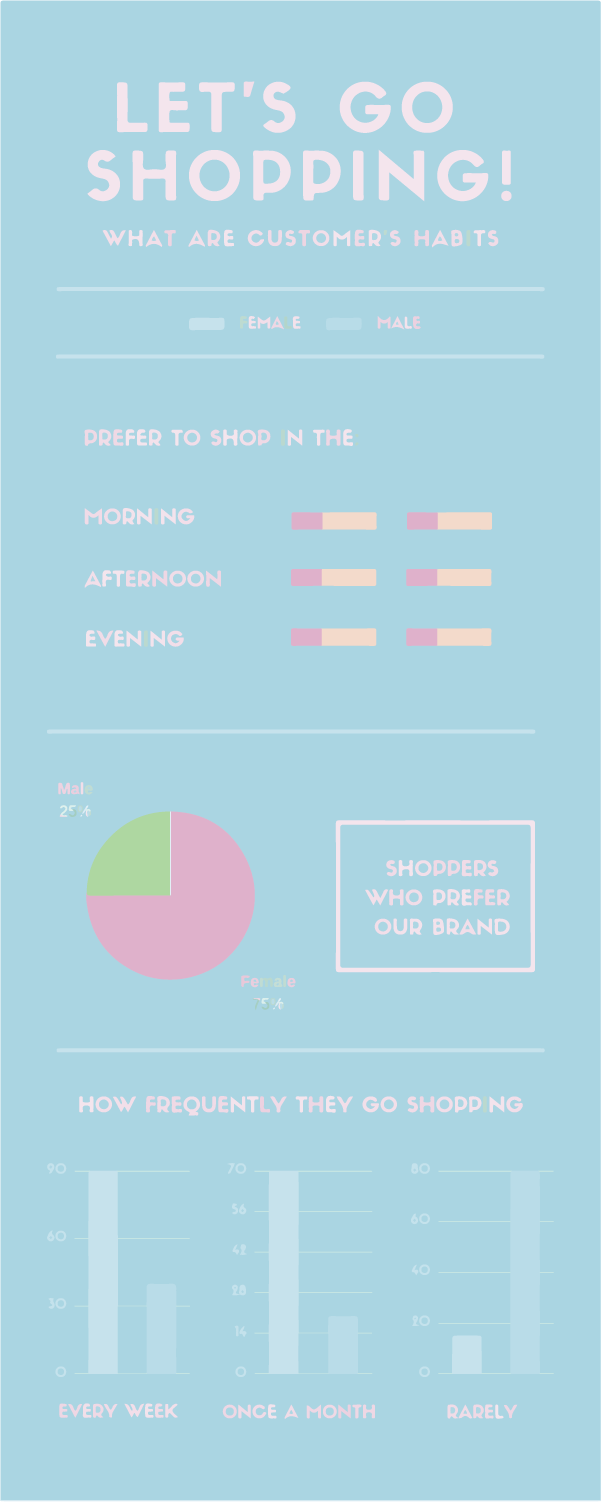 LET'S GO
SHOPPING!
WHAT ARE CUSTOMER'S HABITS
FEMALE MALE
PREFER TO SHOP IN THE
MORNING
AFTERNOON
EVENING
Male
25%
SHOPPERS
WHO PREFER
OUR BRAND
Female
75%
HOW FREQUENTLY THEY GO SHOPPING
90
60
30
0
EVERY WEEK
70
56
42
28
14
0
ONCE A MONTH
80
60
40
20
0
RARELY